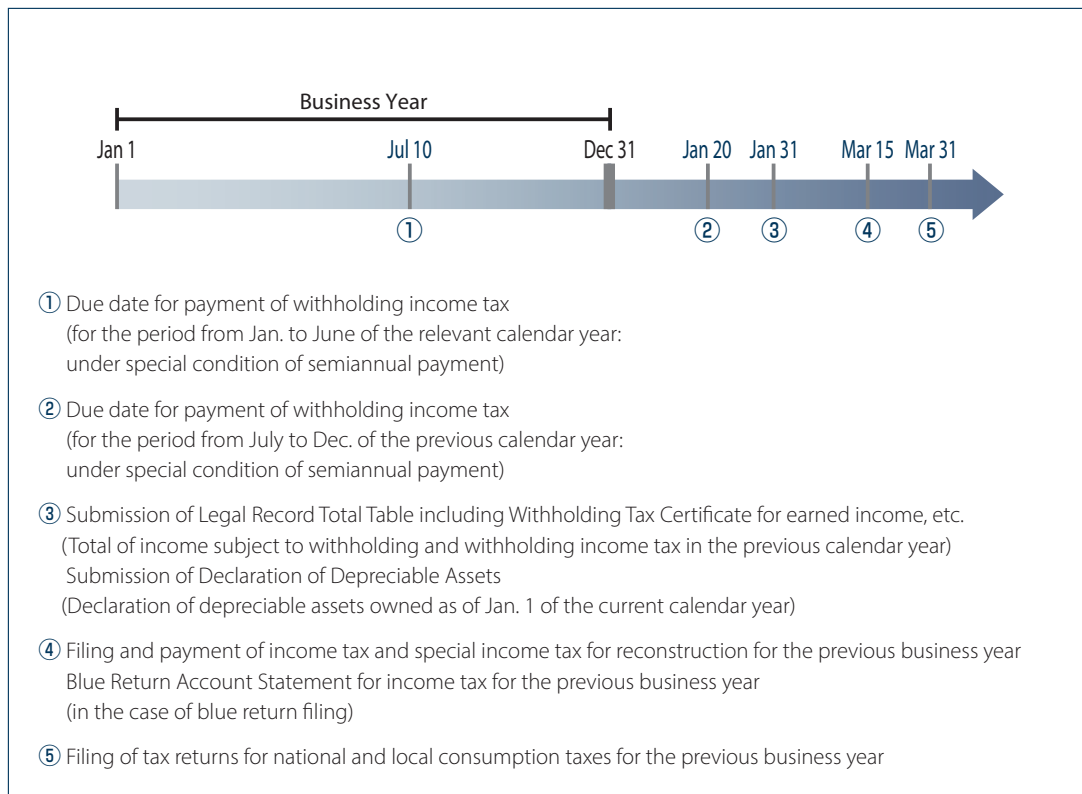 Business Year
Jan 1 Jul 10 Dec 31 Jan 20 Jan 31 Mar 15 Mar 31
① ② ③ ④ ⑤
① Due date for payment of withholding income tax
(for the period from Jan. to June of the relevant calendar year:
under special condition of semiannual payment)
② Due date for payment of withholding income tax
(for the period from July to Dec. of the previous calendar year:
under special condition of semiannual payment)
③ Submission of Legal Record Total Table including Withholding Tax Certificate for earned income, etc.
(Total of income subject to withholding and withholding income tax in the previous calendar year)
Submission of Declaration of Depreciable Assets
(Declaration of depreciable assets owned as of Jan. 1 of the current calendar year)
④ Filing and payment of income tax and special income tax for reconstruction for the previous business year
Blue Return Account Statement for income tax for the previous business year
(in the case of blue return filing)
⑤ Filing of tax returns for national and local consumption taxes for the previous business year